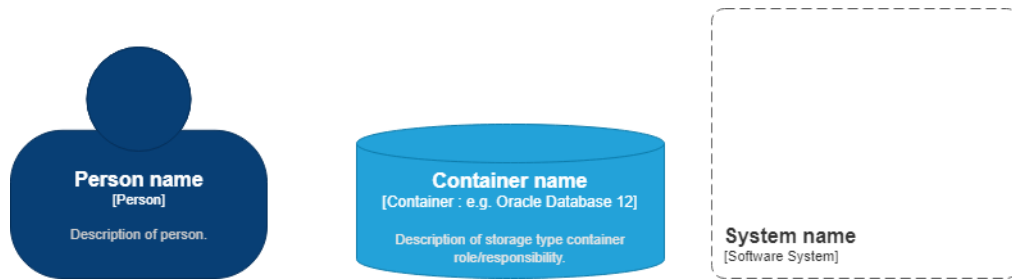 Person name
[Person]
Description of person.
Container name
[Container : e.g. Oracle Database 12]
Description of storage type container
role/responsibility.
System name
[Software System]